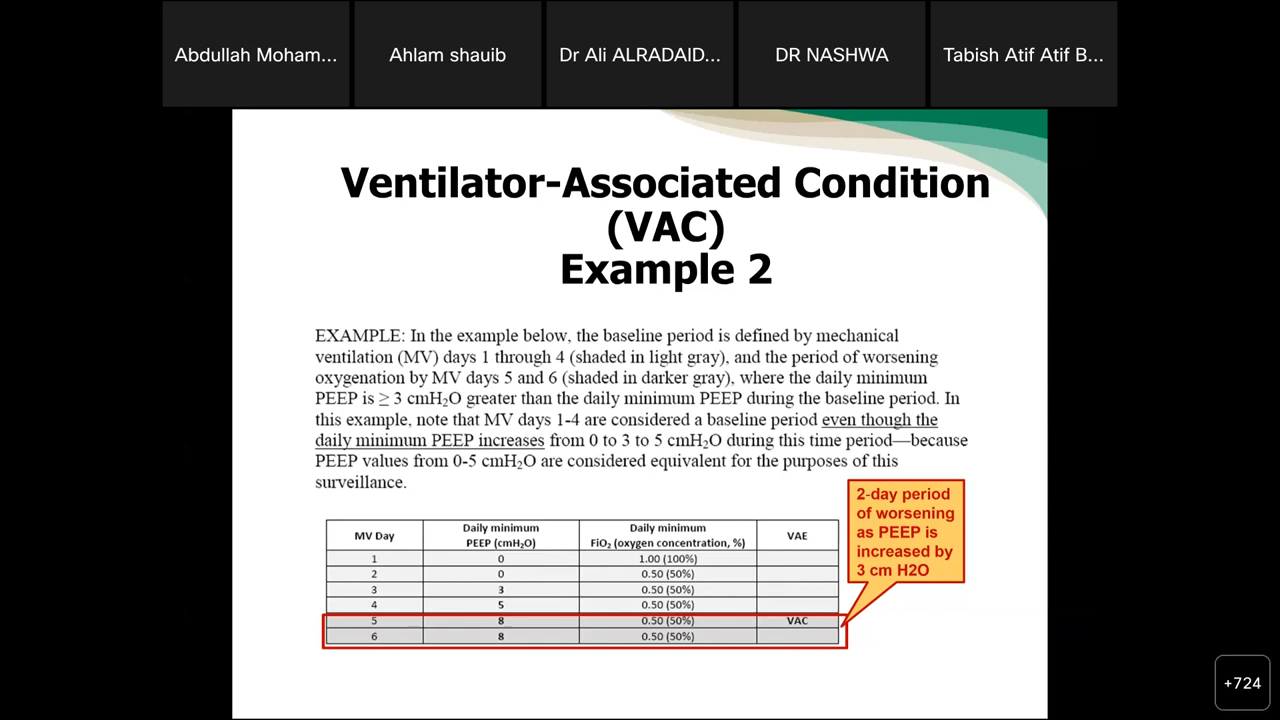 Abdullah Moham...
Ahlam shauib
Dr Ali ALRADAID...
DR NASHWA
Tabish Atif Atif B...
Ventilator-Associated Condition
(VAC)
Example 2
EXAMPLE: In the example below, the baseline period is defined by mechanical
ventilation (MV) days 1 through 4 (shaded in light gray), and the period of worsening
oxygenation by MV days 5 and 6 (shaded in darker gray), where the daily minimum
PEEP is ≥ 3 cmH₂O greater than the daily minimum PEEP during the baseline period. In
this example, note that MV days 1-4 are considered a baseline period even though the
daily minimum PEEP increases from 0 to 3 to 5 cmH₂O during this time period—because
PEEP values from 0-5 cmH₂O are considered equivalent for the purposes of this
surveillance.
2-day period
of worsening
as PEEP is
increased by
3 cm H2O
MV Day Daily minimum PEEP (cmH₂O) Daily minimum FiO₂ (oxygen concentration, %) VAE
1 0 1.00 (100%)
2 0 0.50 (50%)
3 3 0.50 (50%)
4 5 0.50 (50%)
5 8 0.50 (50%) VAC
6 8 0.50 (50%)
+724